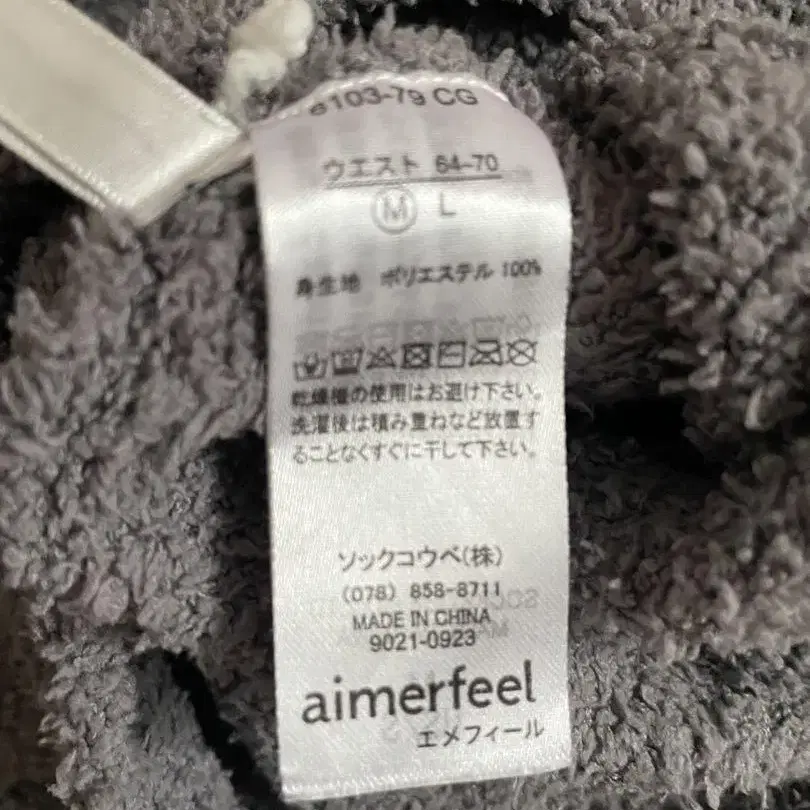 8103-79 CG
ウエスト 64-70
M L
身生地 ポリエステル 100%
乾燥機の使用はお避け下さい。
洗濯後は積み重ねなど放置す
ることなくすぐに干して下さい。
ソックコウベ(株)
(078) 858-8711
MADE IN CHINA
9021-0923
aimerfeel
エメフィール